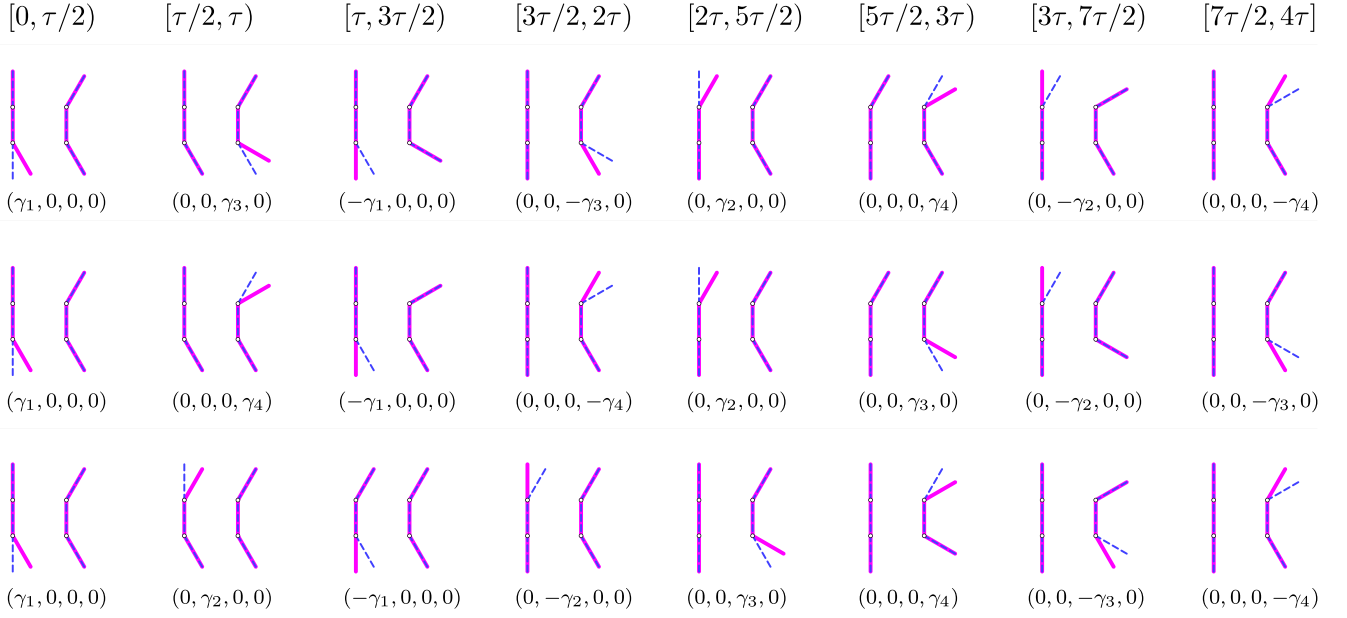 [0, τ/2) [τ/2, τ) [τ, 3τ/2) [3τ/2, 2τ) [2τ, 5τ/2) [5τ/2, 3τ) [3τ, 7τ/2) [7τ/2, 4τ]
(γ₁, 0, 0, 0) (0, 0, γ₃, 0) (−γ₁, 0, 0, 0) (0, 0, −γ₃, 0) (0, γ₂, 0, 0) (0, 0, 0, γ₄) (0, −γ₂, 0, 0) (0, 0, 0, −γ₄)
(γ₁, 0, 0, 0) (0, 0, 0, γ₄) (−γ₁, 0, 0, 0) (0, 0, 0, −γ₄) (0, γ₂, 0, 0) (0, 0, γ₃, 0) (0, −γ₂, 0, 0) (0, 0, −γ₃, 0)
(γ₁, 0, 0, 0) (0, γ₂, 0, 0) (−γ₁, 0, 0, 0) (0, −γ₂, 0, 0) (0, 0, γ₃, 0) (0, 0, 0, γ₄) (0, 0, −γ₃, 0) (0, 0, 0, −γ₄)